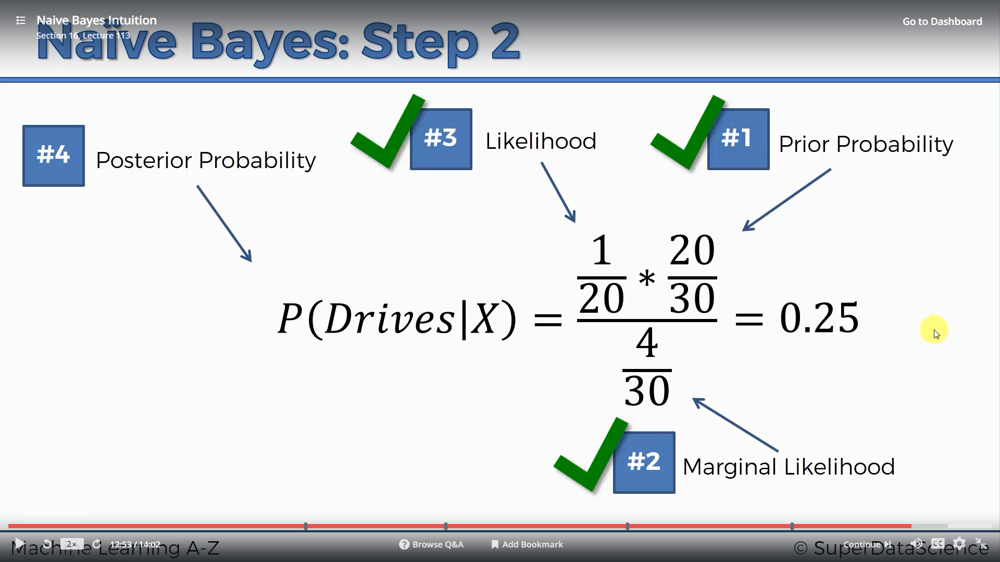 Naive Bayes Intuition
Section 16, Lecture 113
Go to Dashboard
Naïve Bayes: Step 2
#4 Posterior Probability
#3 Likelihood
#1 Prior Probability
P(Drives|X) = \frac{\frac{1}{20} * \frac{20}{30}}{\frac{4}{30}} = 0.25
#2 Marginal Likelihood
2x
12:53 / 14:02
Browse Q&A
Add Bookmark
Continue
CC
Machine Learning A-Z
© SuperDataScience